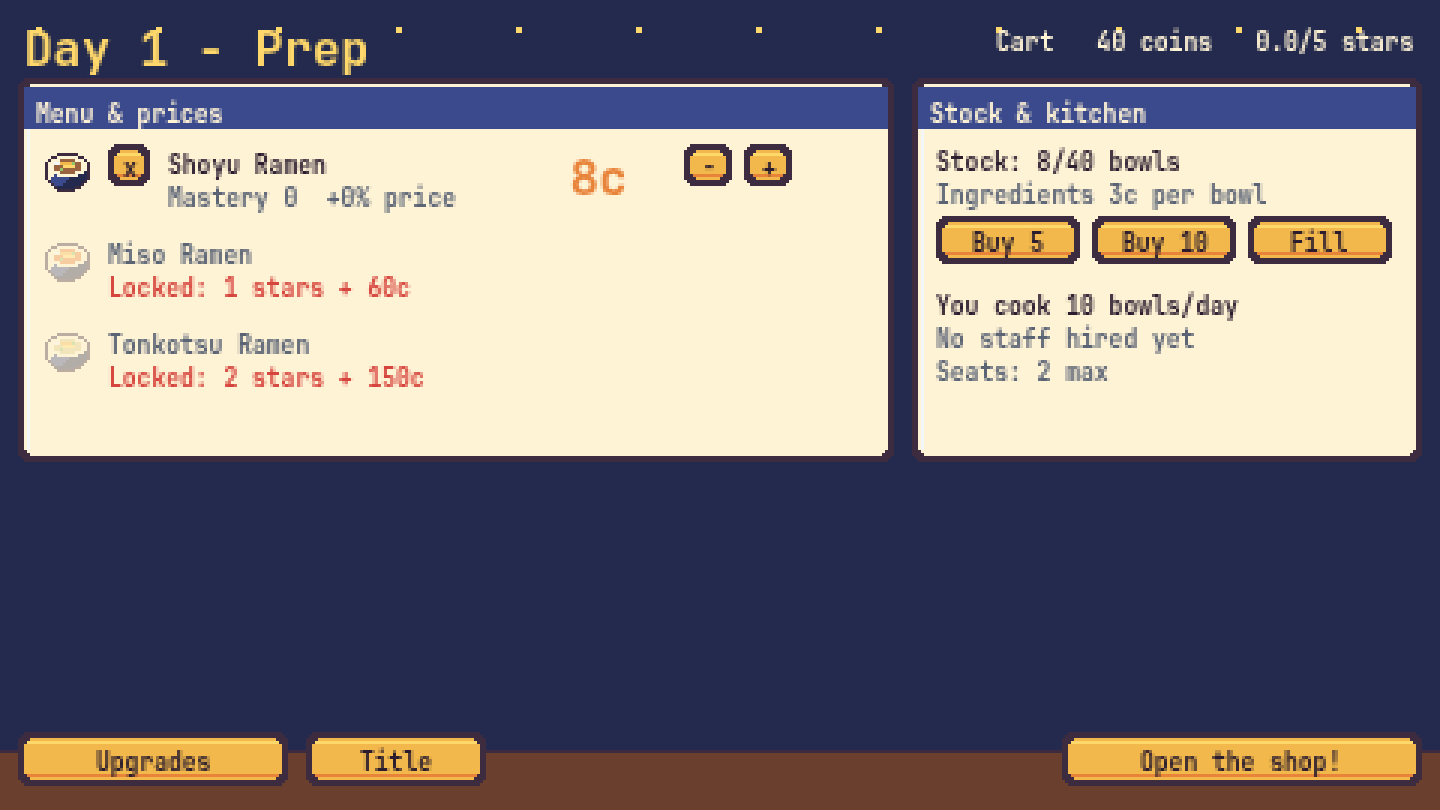 Day 1 - Prep
Cart 40 coins 0.0/5 stars
Menu & prices
x Shoyu Ramen 8c - +
Mastery 0 +0% price
Miso Ramen
Locked: 1 stars + 60c
Tonkotsu Ramen
Locked: 2 stars + 150c
Stock & kitchen
Stock: 8/40 bowls
Ingredients 3c per bowl
Buy 5 Buy 10 Fill
You cook 10 bowls/day
No staff hired yet
Seats: 2 max
Upgrades Title Open the shop!